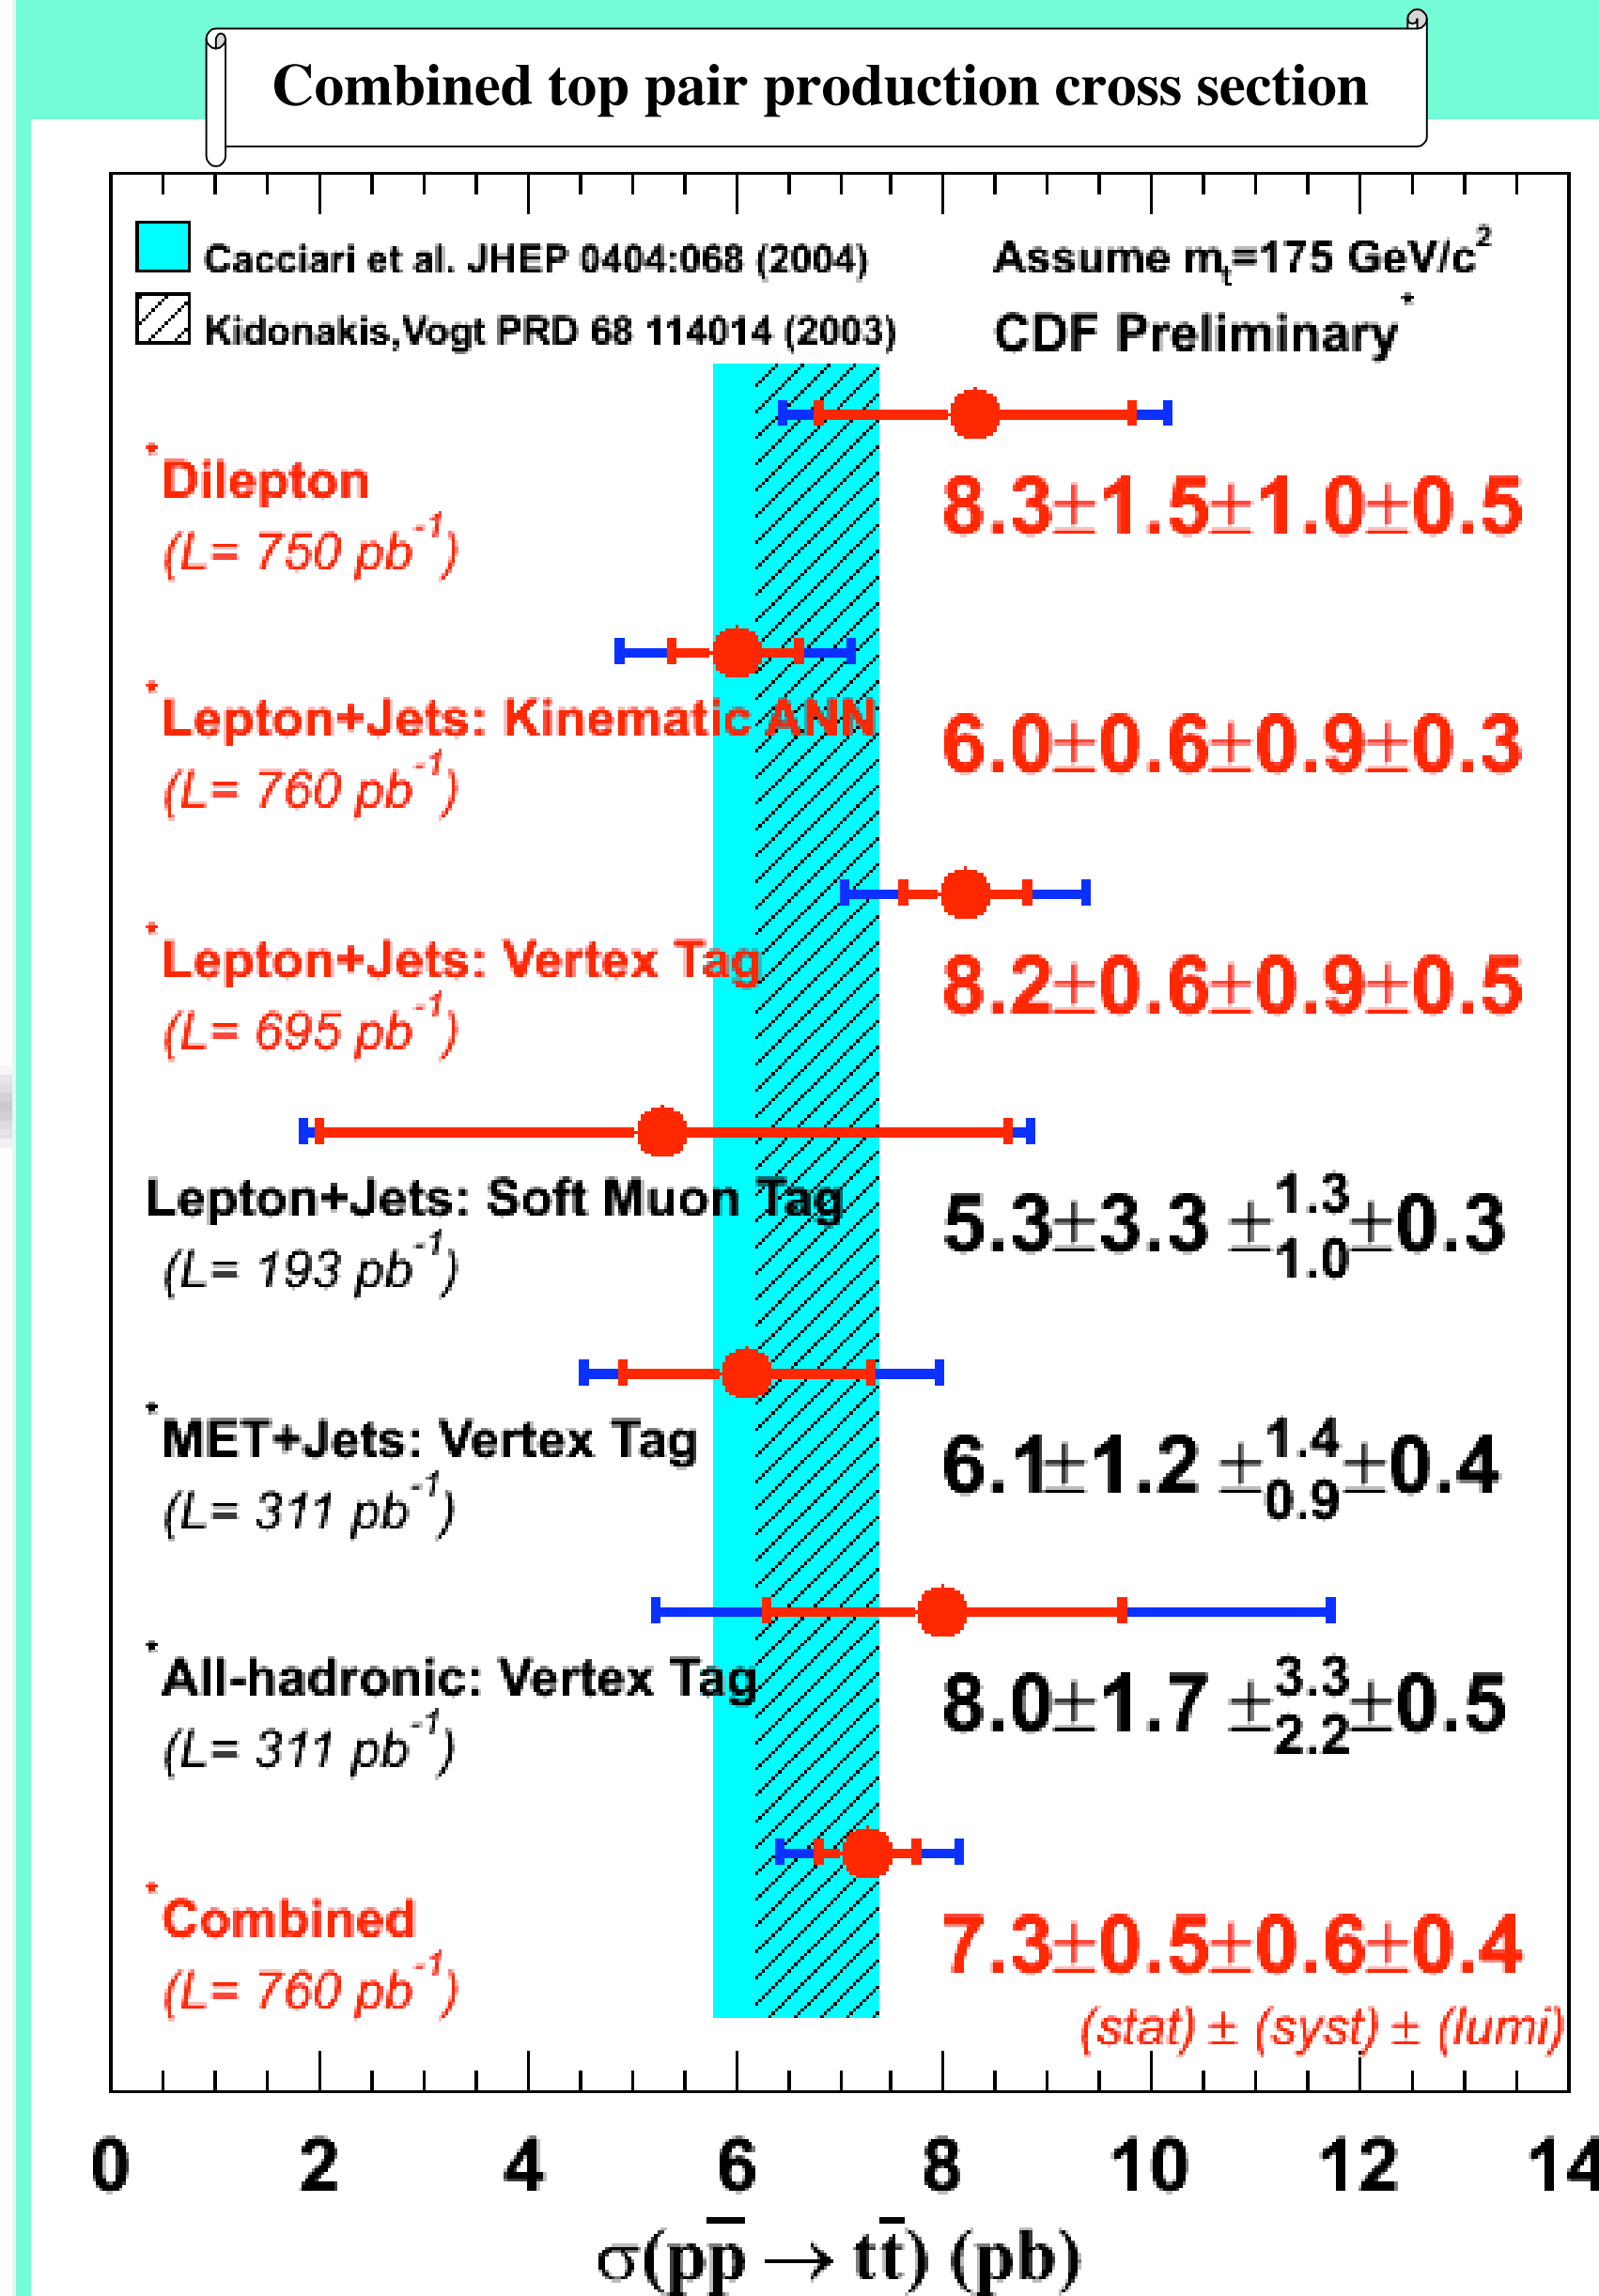 Combined top pair production cross section
Cacciari et al. JHEP 0404:068 (2004)
Assume mt=175 GeV/c2
Kidonakis,Vogt PRD 68 114014 (2003)
CDF Preliminary*
*Dilepton
8.3±1.5±1.0±0.5
(L= 750 pb-1)
*Lepton+Jets: Kinematic ANN
6.0±0.6±0.9±0.3
(L= 760 pb-1)
*Lepton+Jets: Vertex Tag
8.2±0.6±0.9±0.5
(L= 695 pb-1)
Lepton+Jets: Soft Muon Tag
5.3±3.3 ±1.3 1.0±0.3
(L= 193 pb-1)
*MET+Jets: Vertex Tag
6.1±1.2 ±1.4 0.9±0.4
(L= 311 pb-1)
*All-hadronic: Vertex Tag
8.0±1.7 ±3.3 2.2±0.5
(L= 311 pb-1)
*Combined
7.3±0.5±0.6±0.4
(L= 760 pb-1)
(stat) ± (syst) ± (lumi)
0 2 4 6 8 10 12 14
σ(pp̅ → tt̅) (pb)